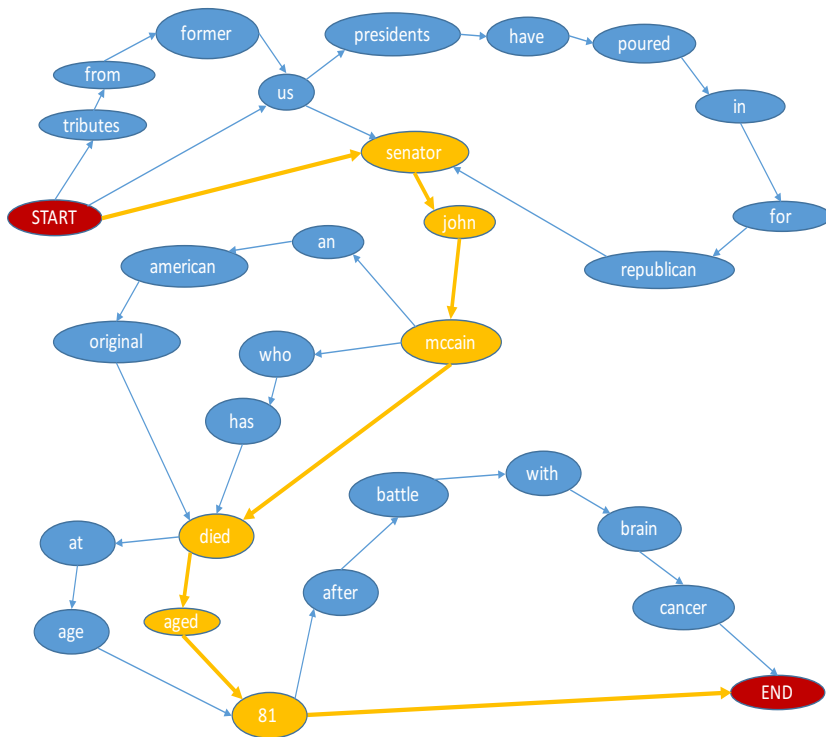 former
presidents
have
poured
from
us
in
tributes
senator
START
john
for
an
american
republican
original
who
mccain
has
battle
with
died
brain
at
after
cancer
age
aged
81
END